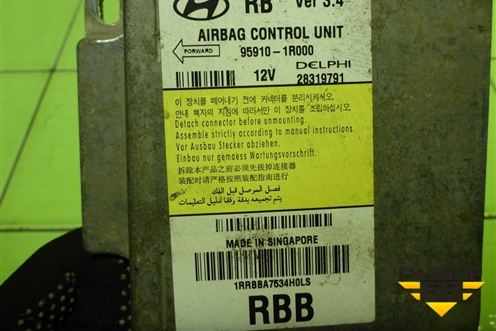 RB Ver 3.4
AIRBAG CONTROL UNIT
FORWARD 95910-1R000
12V DELPHI
28319791
이 장치를 떼어내기 전에 커넥터를 분리하시오.
안내 책자의 지침에 따라서만 이 장치를 조립하십시오.
Detach connector before unmounting.
Assemble strictly according to manual instructions.
Vor Ausbau Stecker abziehen.
Einbau nur gemaess Wartungsvorschrift.
拆除本产品之前必须先拔掉连接器
装配时请严格按照装配指南进行
فصل الموصل قبل الفك
يتم تجميعه بدقة وفقا لدليل التعليمات
MADE IN SINGAPORE
1RRBBA7534H0LS
RBB